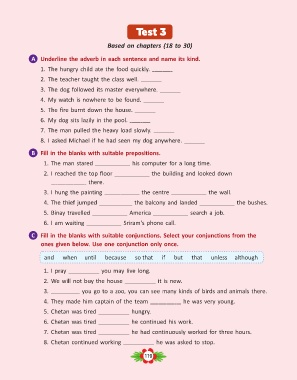 Test 3
Based on chapters (18 to 30)
A Underline the adverb in each sentence and name its kind.
1. The hungry child ate the food quickly. ______
2. The teacher taught the class well. ______
3. The dog followed its master everywhere. ______
4. My watch is nowhere to be found. ______
5. The fire burnt down the house. ______
6. My dog sits lazily in the pool. ______
7. The man pulled the heavy load slowly. ______
8. I asked Michael if he had seen my dog anywhere. ______
B Fill in the blanks with suitable prepositions.
1. The man stared __________ his computer for a long time.
2. I reached the top floor __________ the building and looked down
__________ there.
3. I hung the painting __________ the centre __________ the wall.
4. The thief jumped __________ the balcony and landed __________ the bushes.
5. Binay travelled __________ America __________ search a job.
6. I am waiting __________ Sriram's phone call.
C Fill in the blanks with suitable conjunctions. Select your conjunctions from the
ones given below. Use one conjunction only once.
and when until because so that if but that unless although
1. I pray __________ you may live long.
2. We will not buy the house __________ it is new.
3. __________ you go to a zoo, you can see many kinds of birds and animals there.
4. They made him captain of the team __________ he was very young.
5. Chetan was tired __________ hungry.
6. Chetan was tired __________ he continued his work.
7. Chetan was tired __________ he had continuously worked for three hours.
8. Chetan continued working __________ he was asked to stop.
110